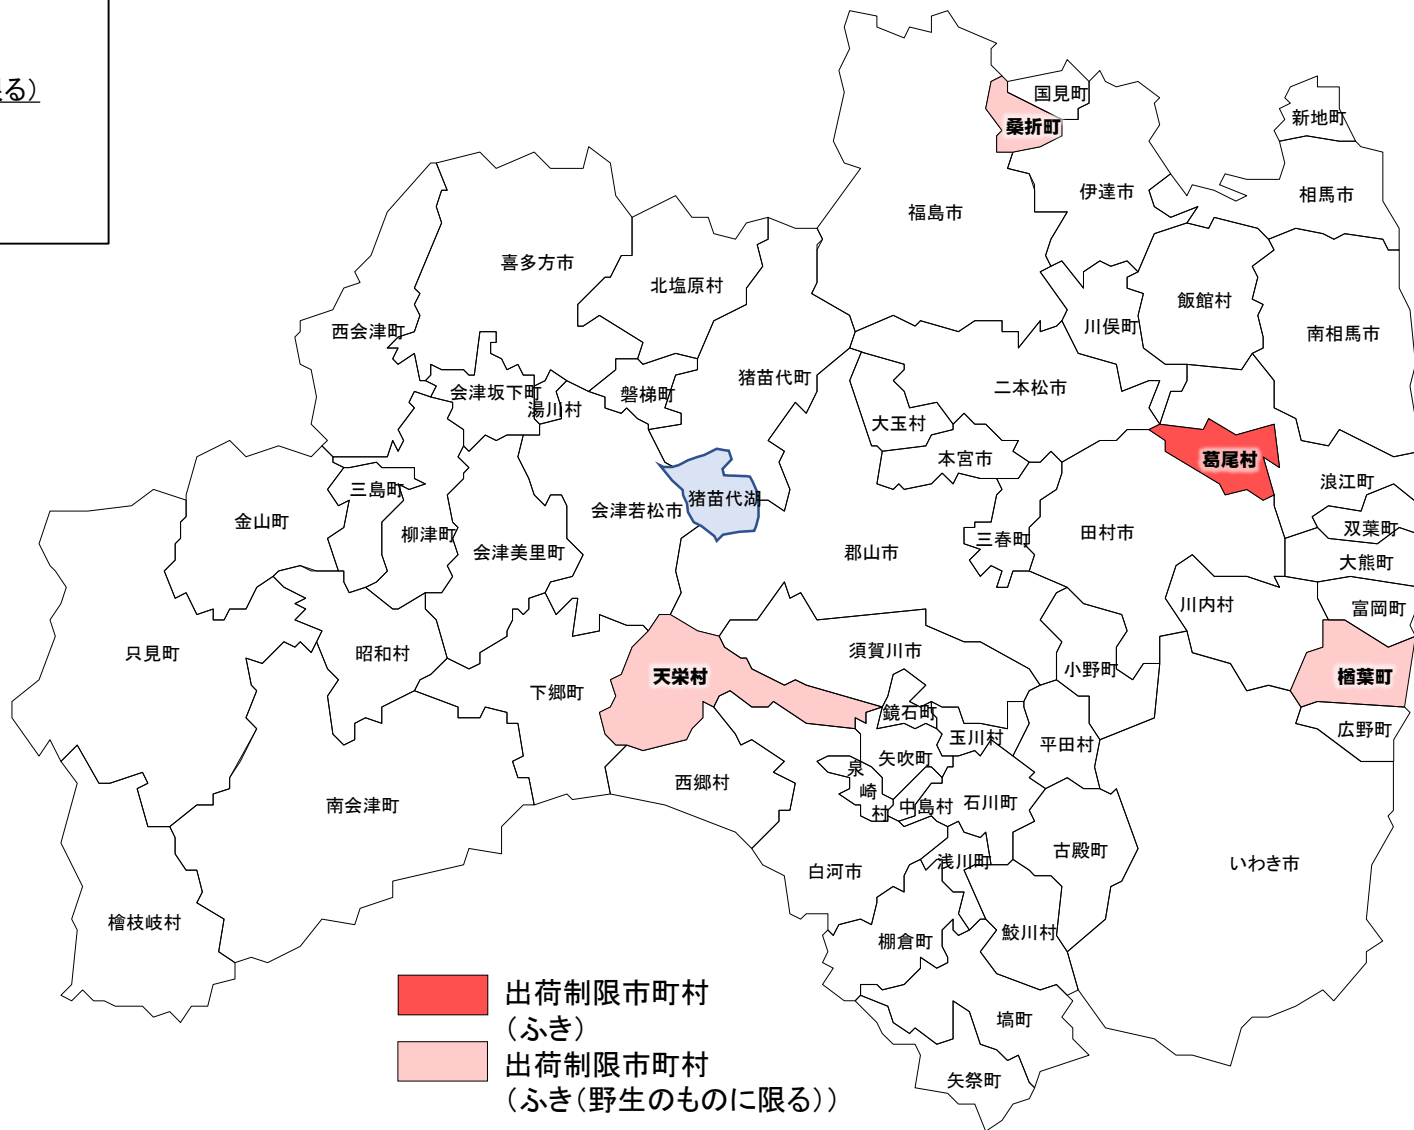 る)
国見町
新地町
桑折町
伊達市
相馬市
福島市
喜多方市
北塩原村
飯館村
西会津町
川俣町
南相馬市
猪苗代町
二本松市
会津坂下町
磐梯町
湯川村
大玉村
本宮市
葛尾村
浪江町
三島町
猪苗代湖
会津若松市
金山町
柳津町
双葉町
田村市
三春町
会津美里町
郡山市
大熊町
川内村
富岡町
只見町
昭和村
須賀川市
小野町
天栄村
楢葉町
下郷町
鏡石町
玉川村
平田村
広野町
矢吹町
泉
崎
村
西郷村
南会津町
中島村
石川町
古殿町
浅川町
白河市
いわき市
檜枝岐村
棚倉町
鮫川村
出荷制限市町村
(ふき)
塙町
出荷制限市町村
(ふき(野生のものに限る))
矢祭町